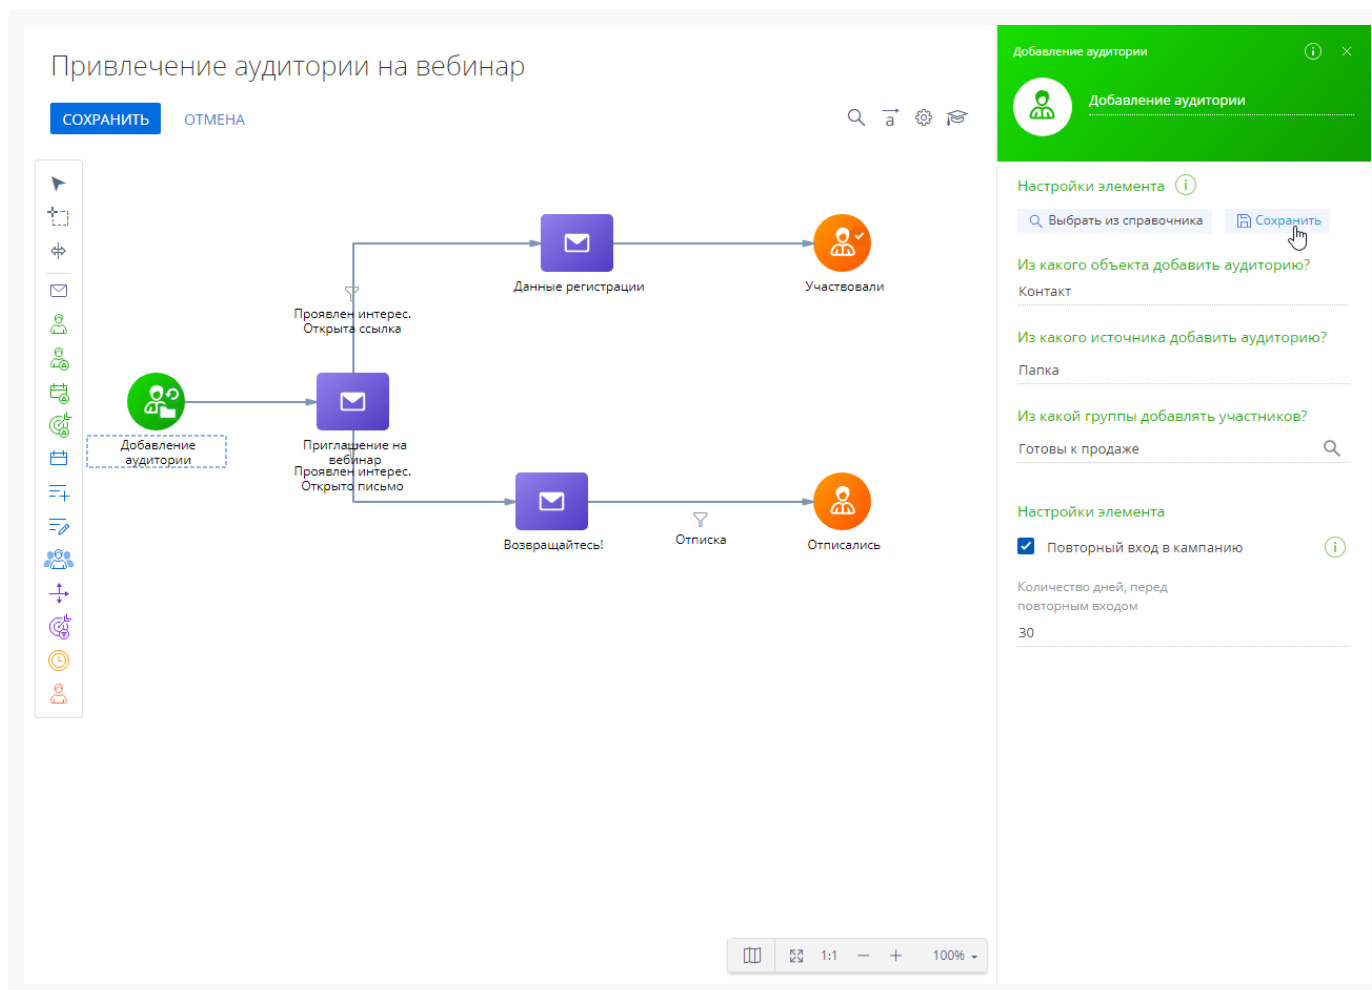 Привлечение аудитории на вебинар
СОХРАНИТЬ
ОТМЕНА
a
Данные регистрации
Участвовали
Проявлен интерес.
Открыта ссылка
Добавление
аудитории
Приглашение на
вебинар
Проявлен интерес.
Открыто письмо
Возвращайтесь!
Отписка
Отписались
1:1
100%
Добавление аудитории
Добавление аудитории
Настройки элемента
Выбрать из справочника
Сохранить
Из какого объекта добавить аудиторию?
Контакт
Из какого источника добавить аудиторию?
Папка
Из какой группы добавлять участников?
Готовы к продаже
Настройки элемента
Повторный вход в кампанию
Количество дней, перед
повторным входом
30